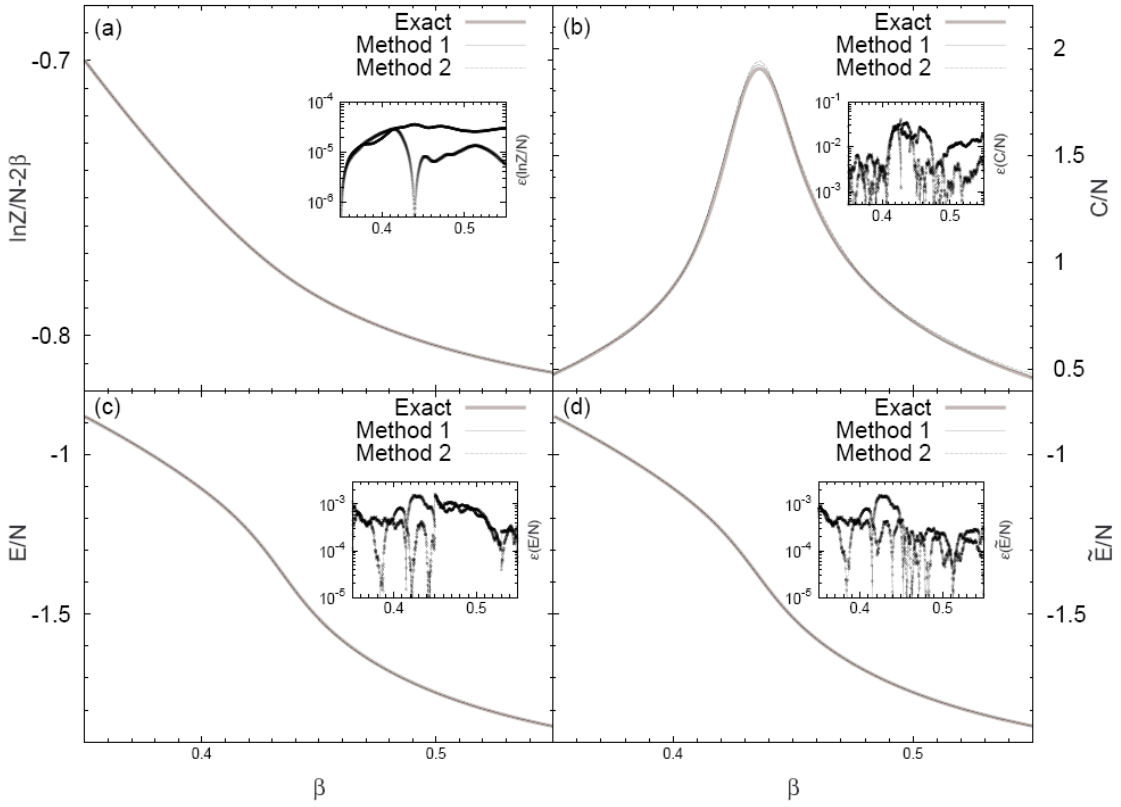 (a)
Exact
Method 1
Method 2
-0.7
-0.8
lnZ/N-2β
10⁻⁴
10⁻⁵
10⁻⁶
0.4
0.5
ε(lnZ/N)
(b)
Exact
Method 1
Method 2
2
1.5
1
0.5
C/N
10⁻¹
10⁻²
10⁻³
0.4
0.5
ε(C/N)
(c)
Exact
Method 1
Method 2
-1
-1.5
E/N
10⁻³
10⁻⁴
10⁻⁵
0.4
0.5
ε(E/N)
0.4
0.5
β
(d)
Exact
Method 1
Method 2
-1
-1.5
Ẽ/N
10⁻³
10⁻⁴
10⁻⁵
0.4
0.5
ε(Ẽ/N)
0.4
0.5
β